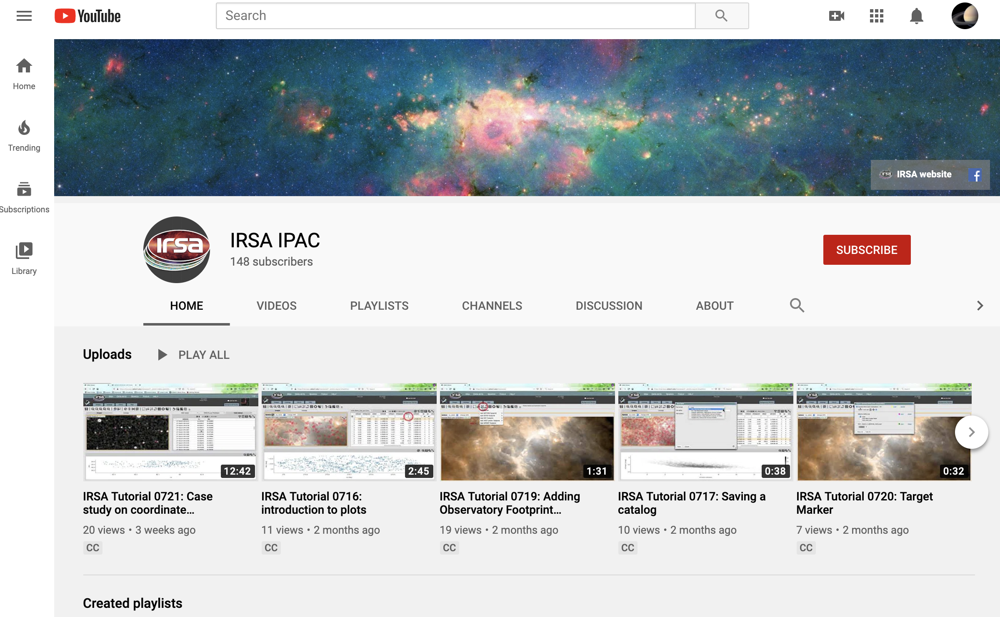 YouTube
Search
Home
Trending
Subscriptions
Library
IRSA website
irsa
IRSA IPAC
148 subscribers
SUBSCRIBE
HOME
VIDEOS
PLAYLISTS
CHANNELS
DISCUSSION
ABOUT
Uploads
PLAY ALL
12:42
2:45
1:31
0:38
0:32
IRSA Tutorial 0721: Case
study on coordinate...
20 views • 3 weeks ago
CC
IRSA Tutorial 0716:
introduction to plots
11 views • 2 months ago
CC
IRSA Tutorial 0719: Adding
Observatory Footprint...
19 views • 2 months ago
CC
IRSA Tutorial 0717: Saving a
catalog
10 views • 2 months ago
CC
IRSA Tutorial 0720: Target
Marker
7 views • 2 months ago
CC
Created playlists